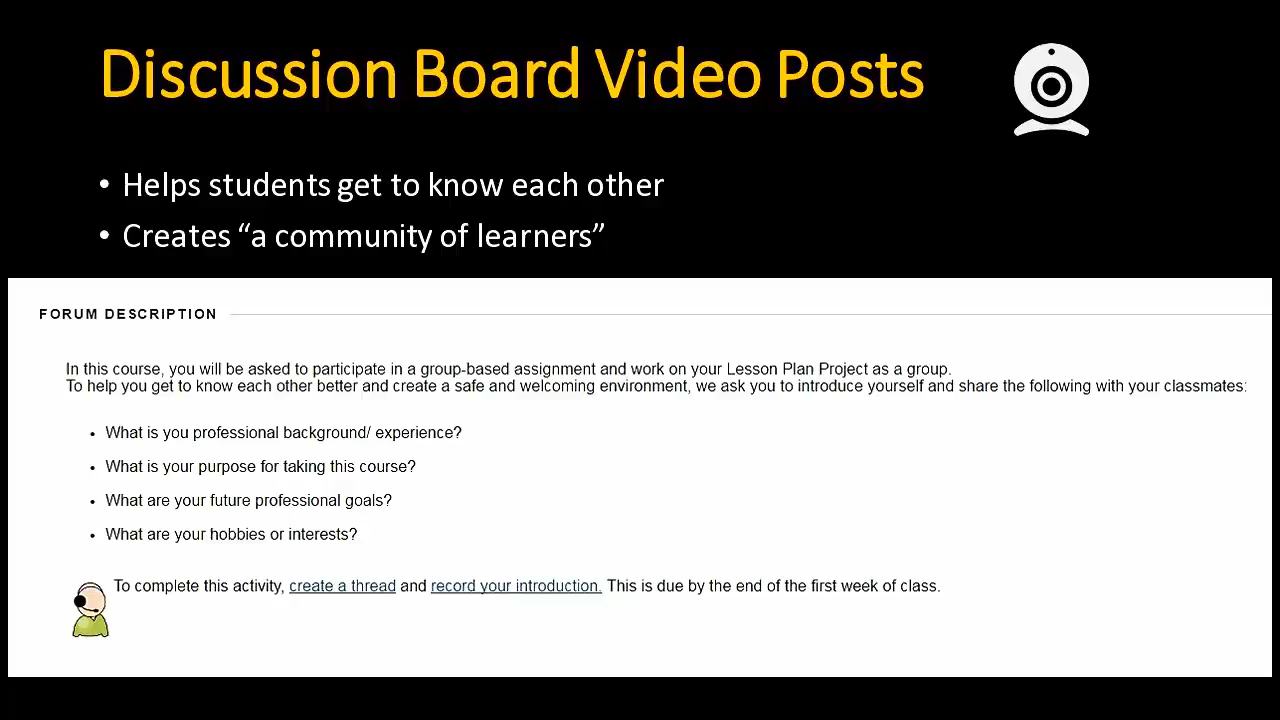 Discussion Board Video Posts
• Helps students get to know each other
• Creates “a community of learners”
FORUM DESCRIPTION
In this course, you will be asked to participate in a group-based assignment and work on your Lesson Plan Project as a group.
To help you get to know each other better and create a safe and welcoming environment, we ask you to introduce yourself and share the following with your classmates:
• What is you professional background/ experience?
• What is your purpose for taking this course?
• What are your future professional goals?
• What are your hobbies or interests?
To complete this activity, create a thread and record your introduction. This is due by the end of the first week of class.